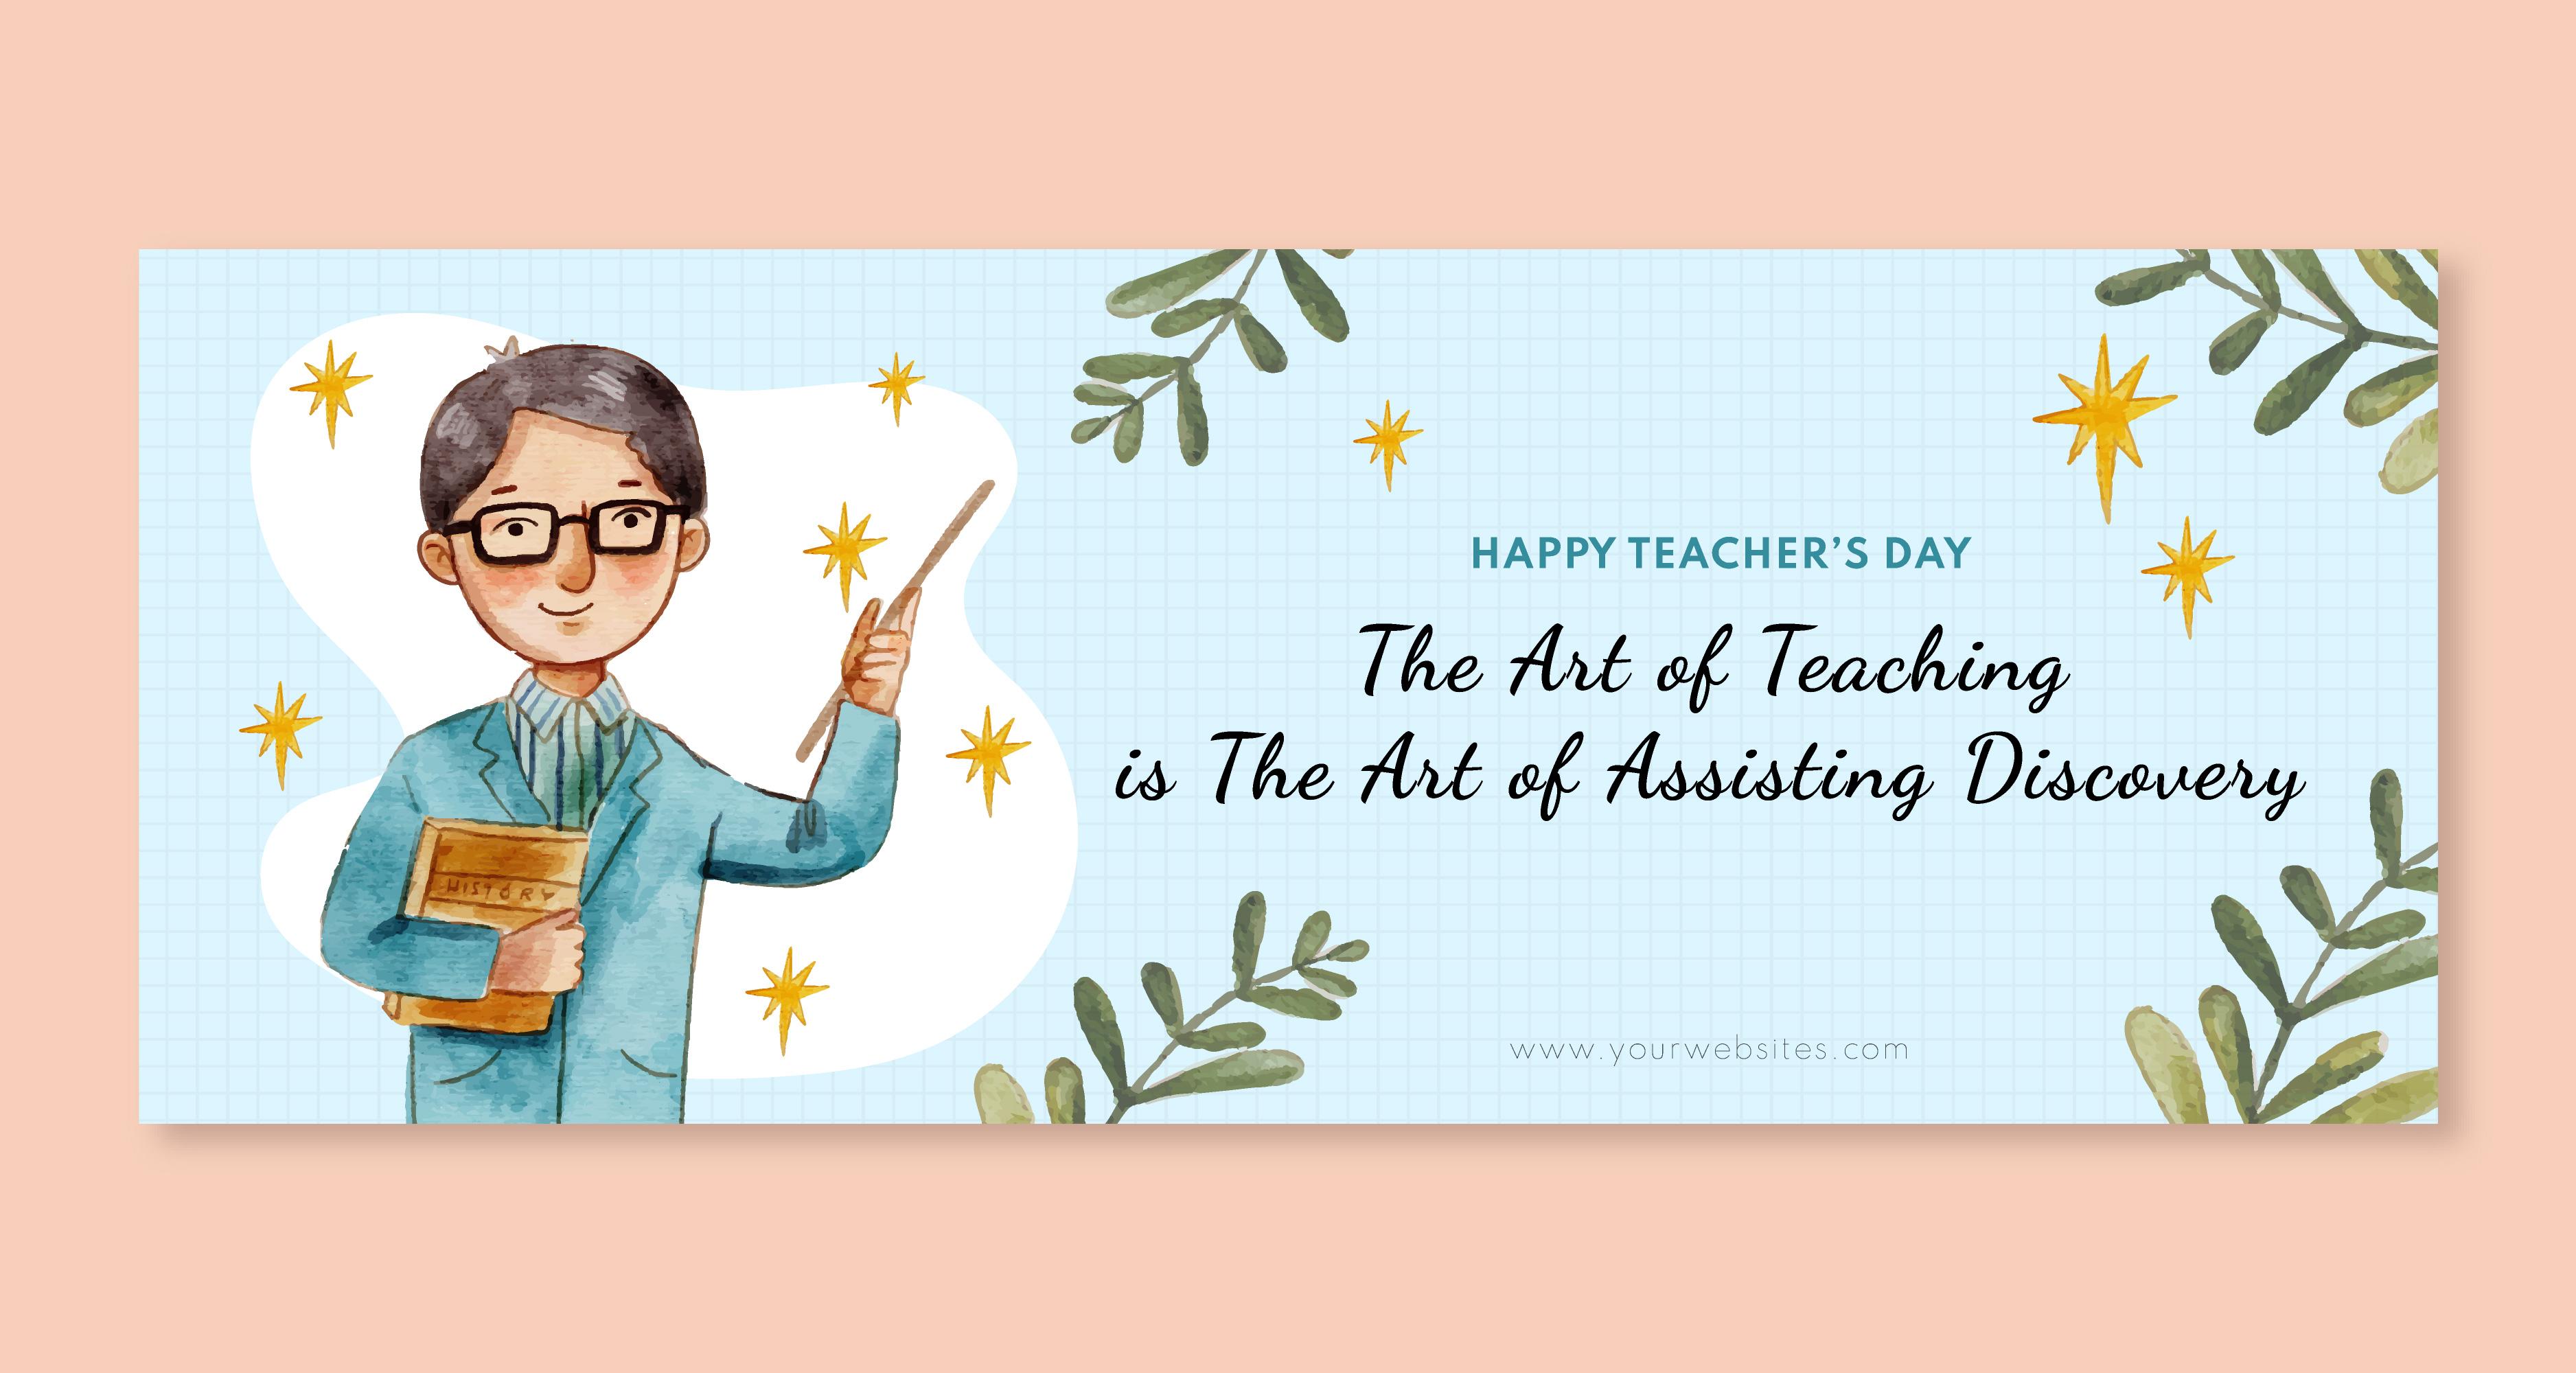 HAPPY TEACHER’S DAY
The Art of Teaching
is The Art of Assisting Discovery
HISTORY
www.yourwebsites.com